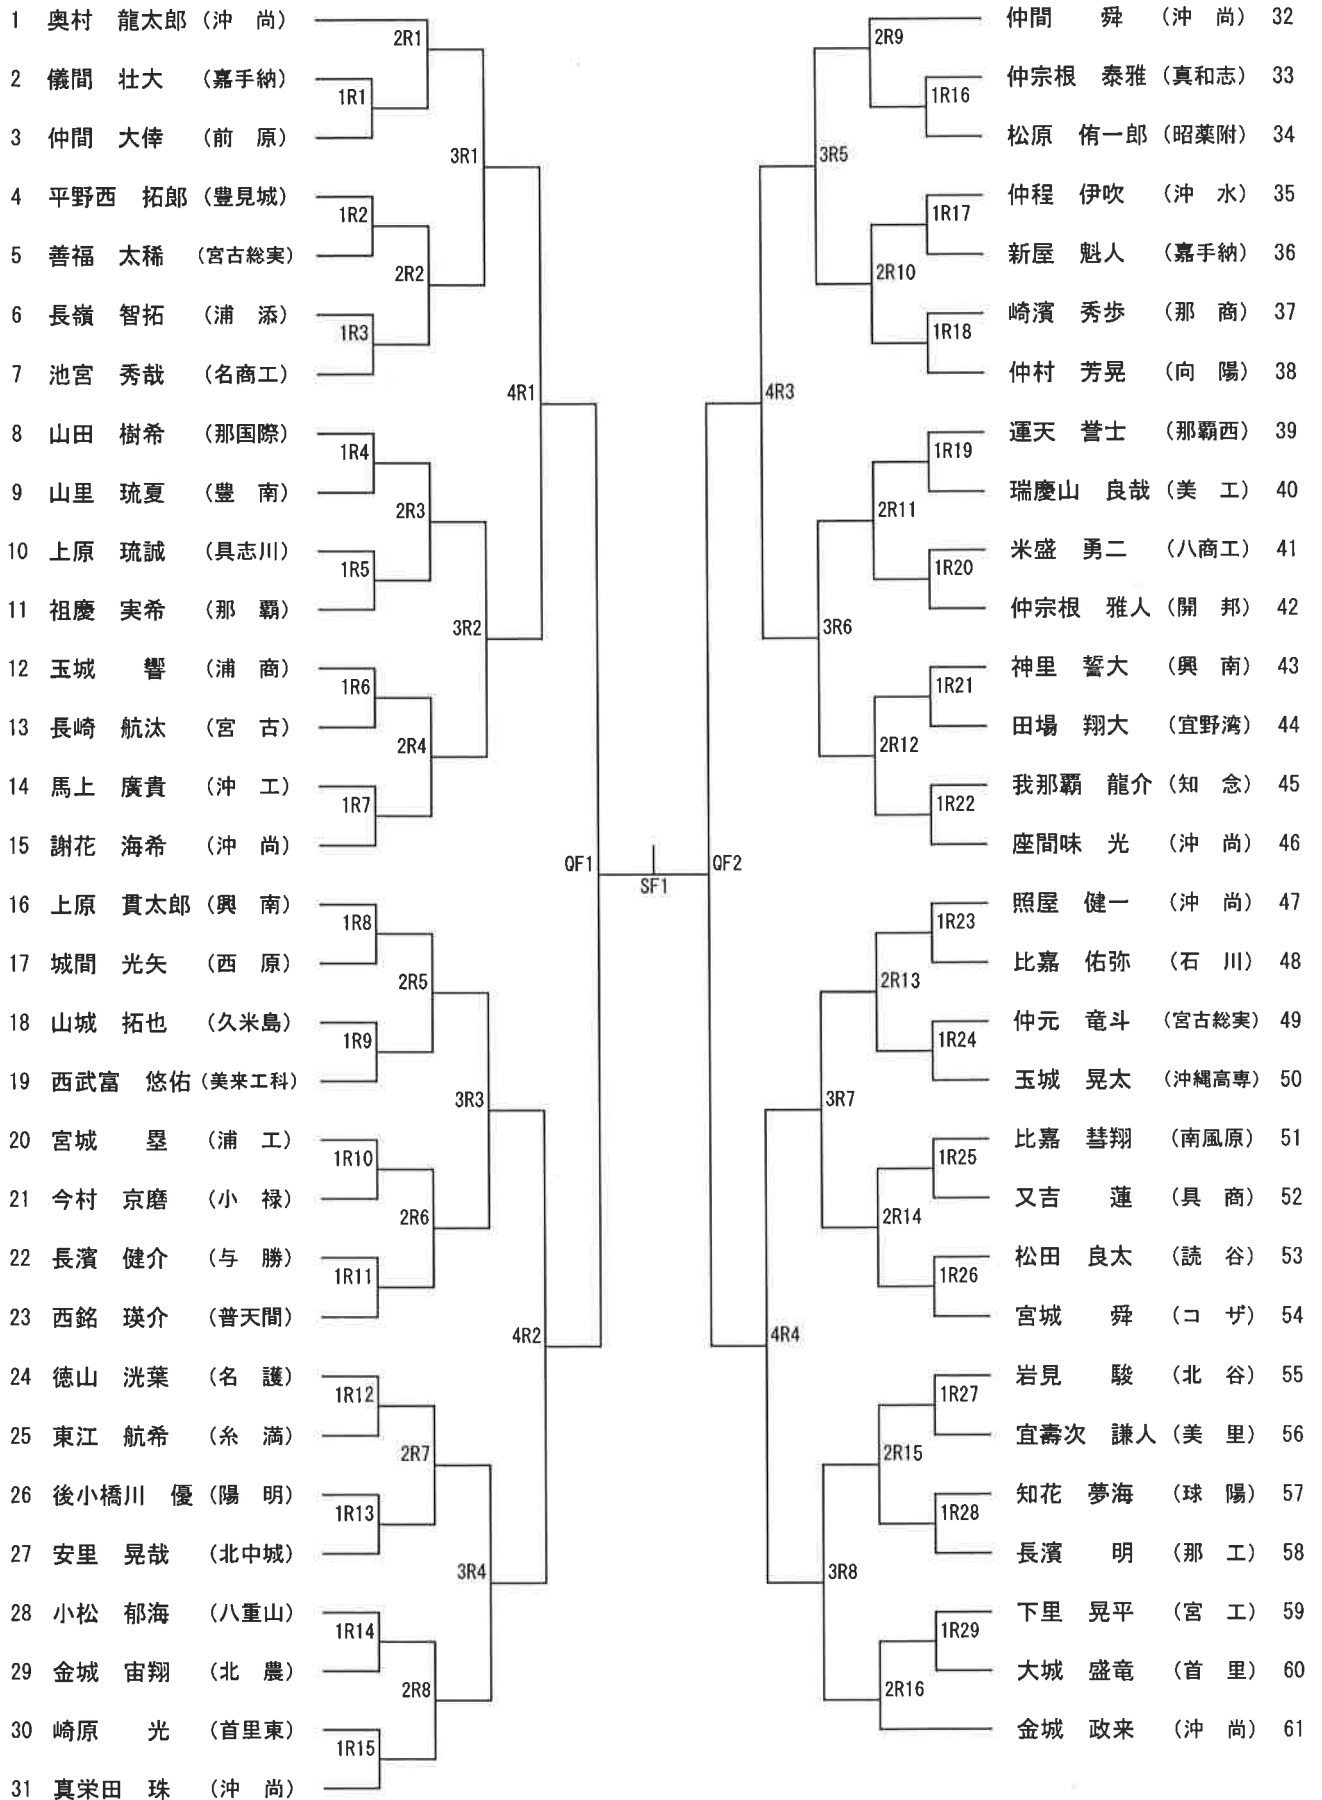 1 奥村 龍太郎 (沖 尚)
2R1
2 儀間 壮大 (嘉手納)
1R1
3 仲間 大倖 (前 原)
3R1
4 平野西 拓郎 (豊見城)
1R2
5 善福 太稀 (宮古総実)
2R2
6 長嶺 智拓 (浦 添)
1R3
7 池宮 秀哉 (名商工)
4R1
8 山田 樹希 (那国際)
1R4
9 山里 琉夏 (豊 南)
2R3
10 上原 琉誠 (具志川)
1R5
11 祖慶 実希 (那 覇)
3R2
12 玉城 響 (浦 商)
1R6
13 長崎 航汰 (宮 古)
2R4
14 馬上 廣貴 (沖 工)
1R7
15 謝花 海希 (沖 尚)
QF1
16 上原 貫太郎 (興 南)
1R8
17 城間 光矢 (西 原)
2R5
18 山城 拓也 (久米島)
1R9
19 西武富 悠佑 (美来工科)
3R3
20 宮城 塁 (浦 工)
1R10
21 今村 京磨 (小 禄)
2R6
22 長濱 健介 (与 勝)
1R11
23 西銘 瑛介 (普天間)
4R2
24 徳山 洸葉 (名 護)
1R12
25 東江 航希 (糸 満)
2R7
26 後小橋川 優 (陽 明)
1R13
27 安里 晃哉 (北中城)
3R4
28 小松 郁海 (八重山)
1R14
29 金城 宙翔 (北 農)
2R8
30 崎原 光 (首里東)
1R15
31 真栄田 珠 (沖 尚)
SF1
仲間 舜 (沖 尚) 32
2R9
仲宗根 泰雅 (真和志) 33
1R16
松原 侑一郎 (昭薬附) 34
3R5
仲程 伊吹 (沖 水) 35
1R17
新屋 魁人 (嘉手納) 36
2R10
崎濱 秀歩 (那 商) 37
1R18
仲村 芳晃 (向 陽) 38
4R3
運天 誉士 (那覇西) 39
1R19
瑞慶山 良哉 (美 工) 40
2R11
米盛 勇二 (八商工) 41
1R20
仲宗根 雅人 (開 邦) 42
3R6
神里 誓大 (興 南) 43
1R21
田場 翔大 (宜野湾) 44
2R12
我那覇 龍介 (知 念) 45
1R22
座間味 光 (沖 尚) 46
QF2
照屋 健一 (沖 尚) 47
1R23
比嘉 佑弥 (石 川) 48
2R13
仲元 竜斗 (宮古総実) 49
1R24
玉城 晃太 (沖縄高専) 50
3R7
比嘉 彗翔 (南風原) 51
1R25
又吉 蓮 (具 商) 52
2R14
松田 良太 (読 谷) 53
1R26
宮城 舜 (コ ザ) 54
4R4
岩見 駿 (北 谷) 55
1R27
宜壽次 謙人 (美 里) 56
2R15
知花 夢海 (球 陽) 57
1R28
長濱 明 (那 工) 58
3R8
下里 晃平 (宮 工) 59
1R29
大城 盛竜 (首 里) 60
2R16
金城 政来 (沖 尚) 61